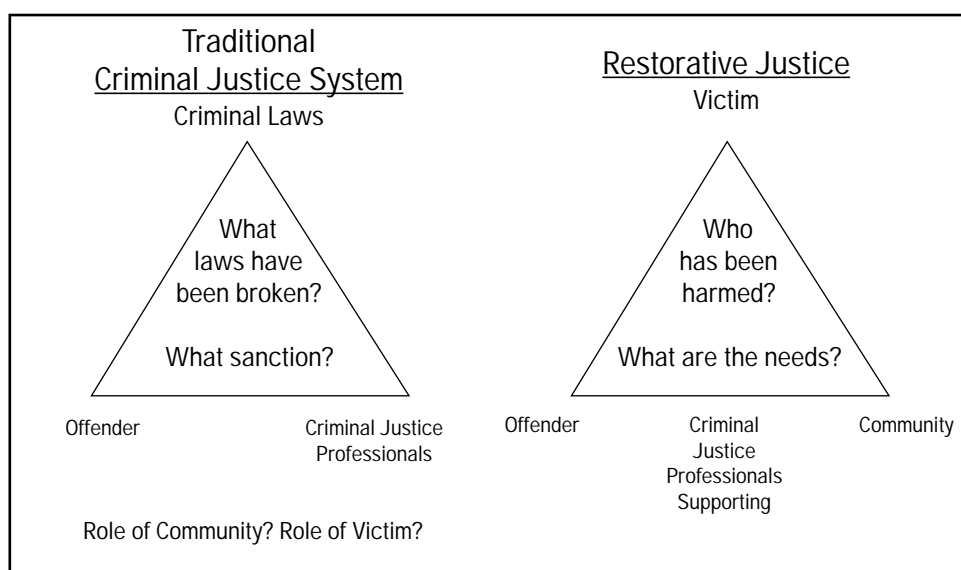 Traditional
Criminal Justice System
Criminal Laws
What
laws have
been broken?
What sanction?
Offender
Criminal Justice
Professionals
Role of Community? Role of Victim?
Restorative Justice
Victim
Who
has been
harmed?
What are the needs?
Offender
Criminal
Justice
Professionals
Supporting
Community